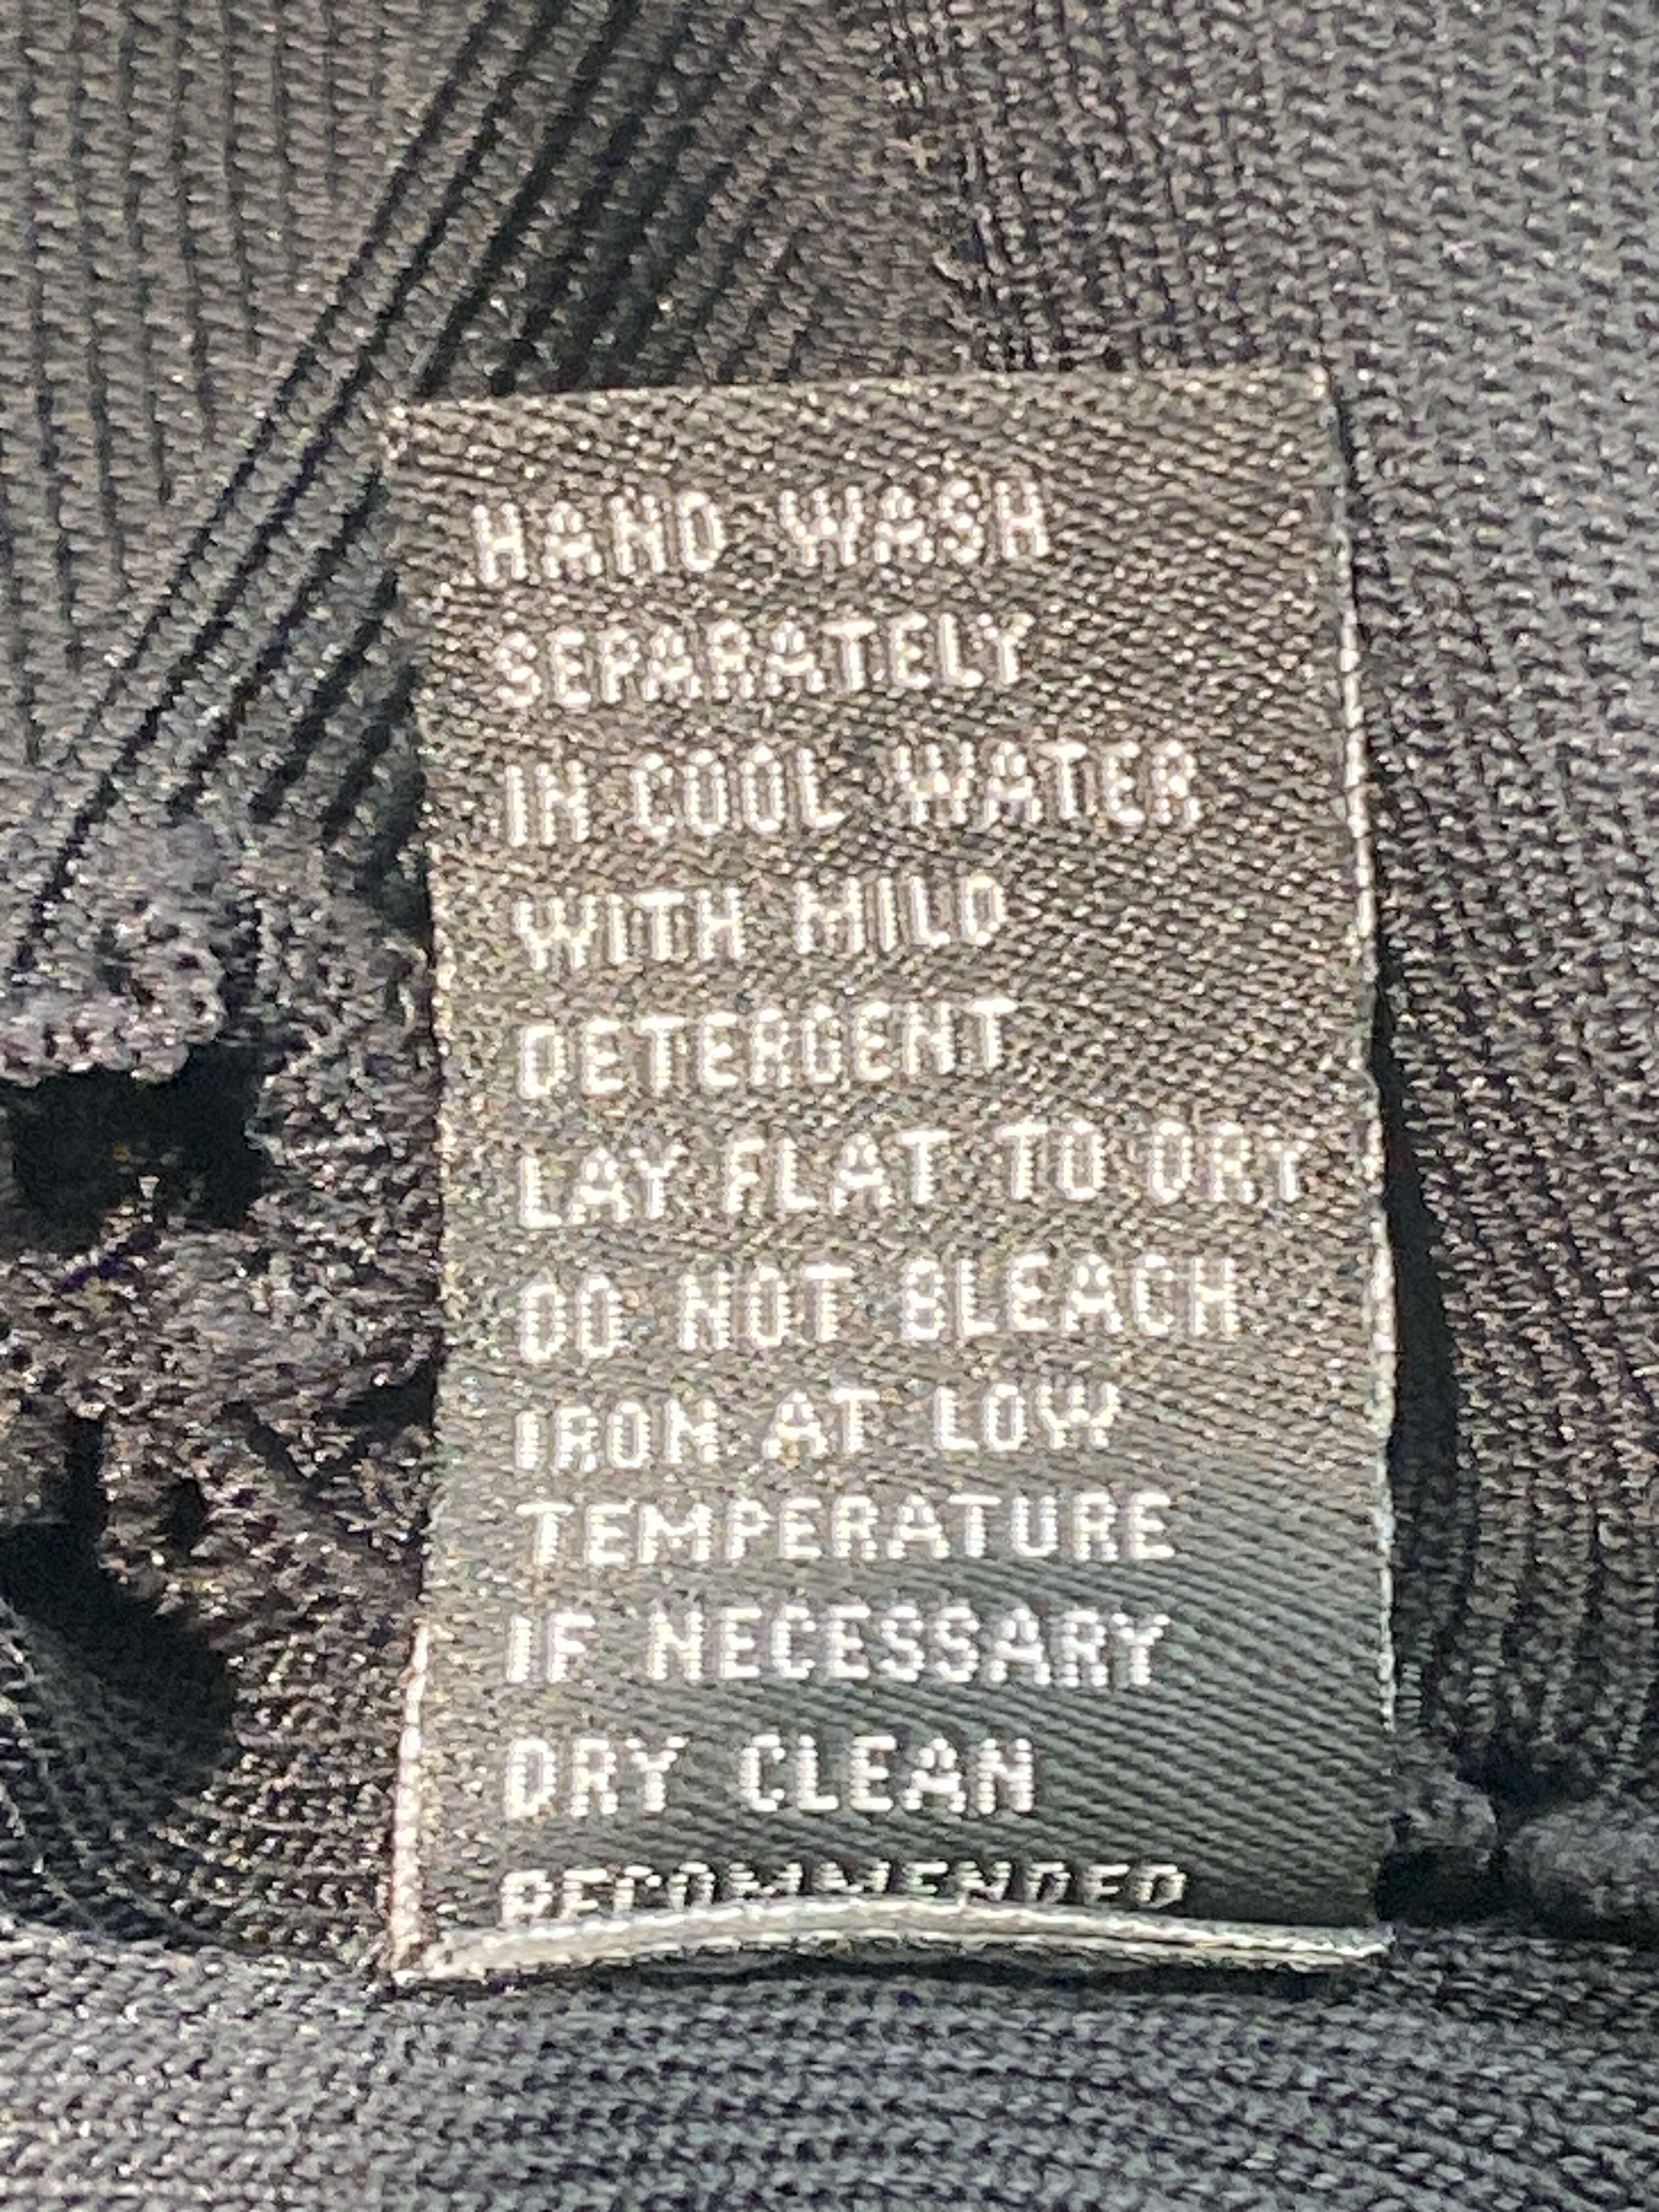 HAND WASH
SEPARATELY
IN COOL WATER
WITH MILD
DETERGENT
LAY FLAT TO DRY
DO NOT BLEACH
IRON AT LOW
TEMPERATURE
IF NECESSARY
DRY CLEAN
RECOMMENDED